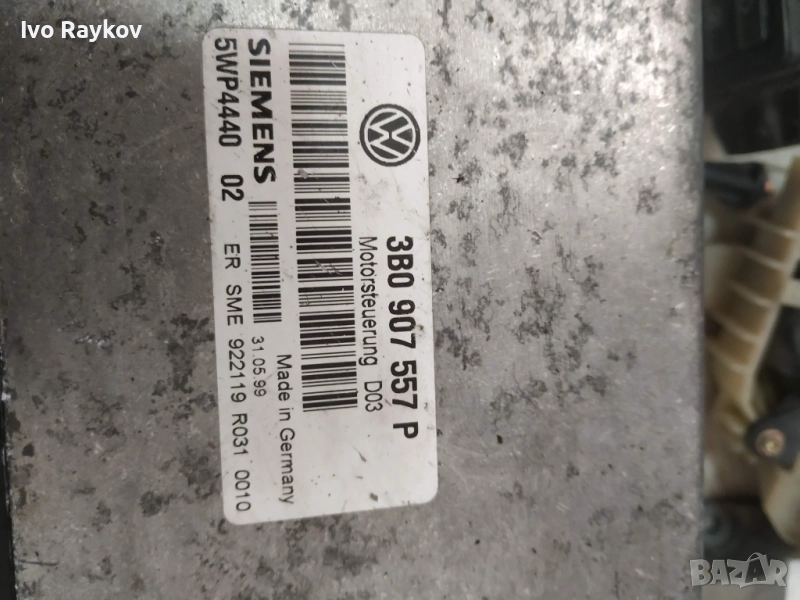 Ivo Raykov
3B0 907 557 P
Motorsteuerung D03
SIEMENS
31.05.99 Made in Germany
5WP4440 02 ER SME 922119 R031 0010
BAZAR